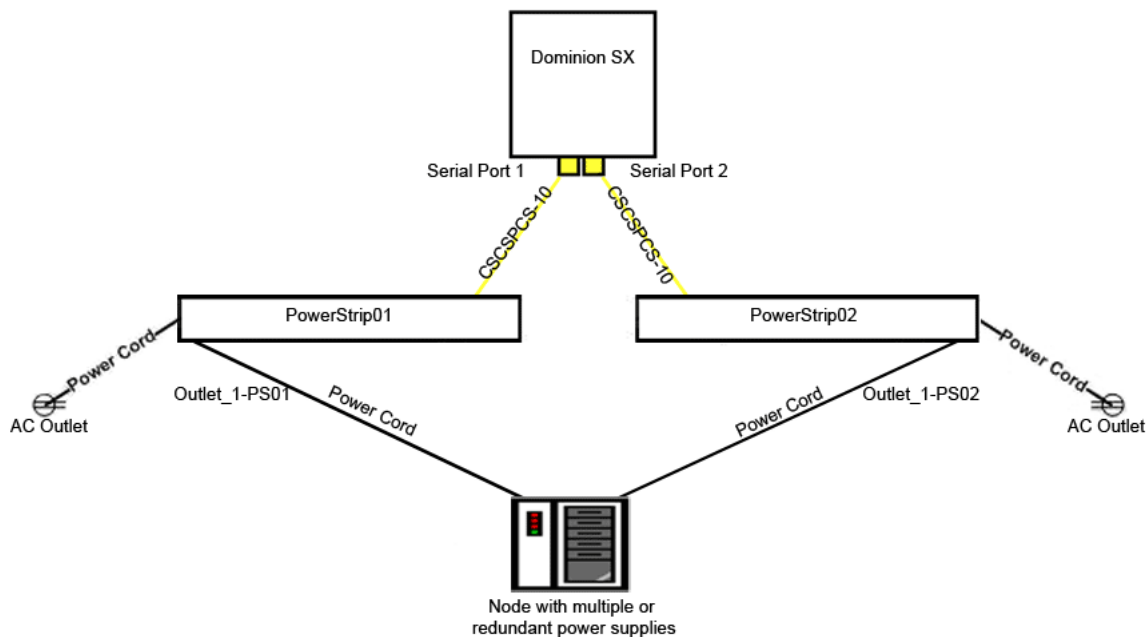 Dominion SX
Serial Port 1
Serial Port 2
CSCSPCS-10
CSCSPCS-10
PowerStrip01
PowerStrip02
Power Cord
Power Cord
Outlet_1-PS01
Outlet_1-PS02
Power Cord
Power Cord
AC Outlet
AC Outlet
Node with multiple or
redundant power supplies